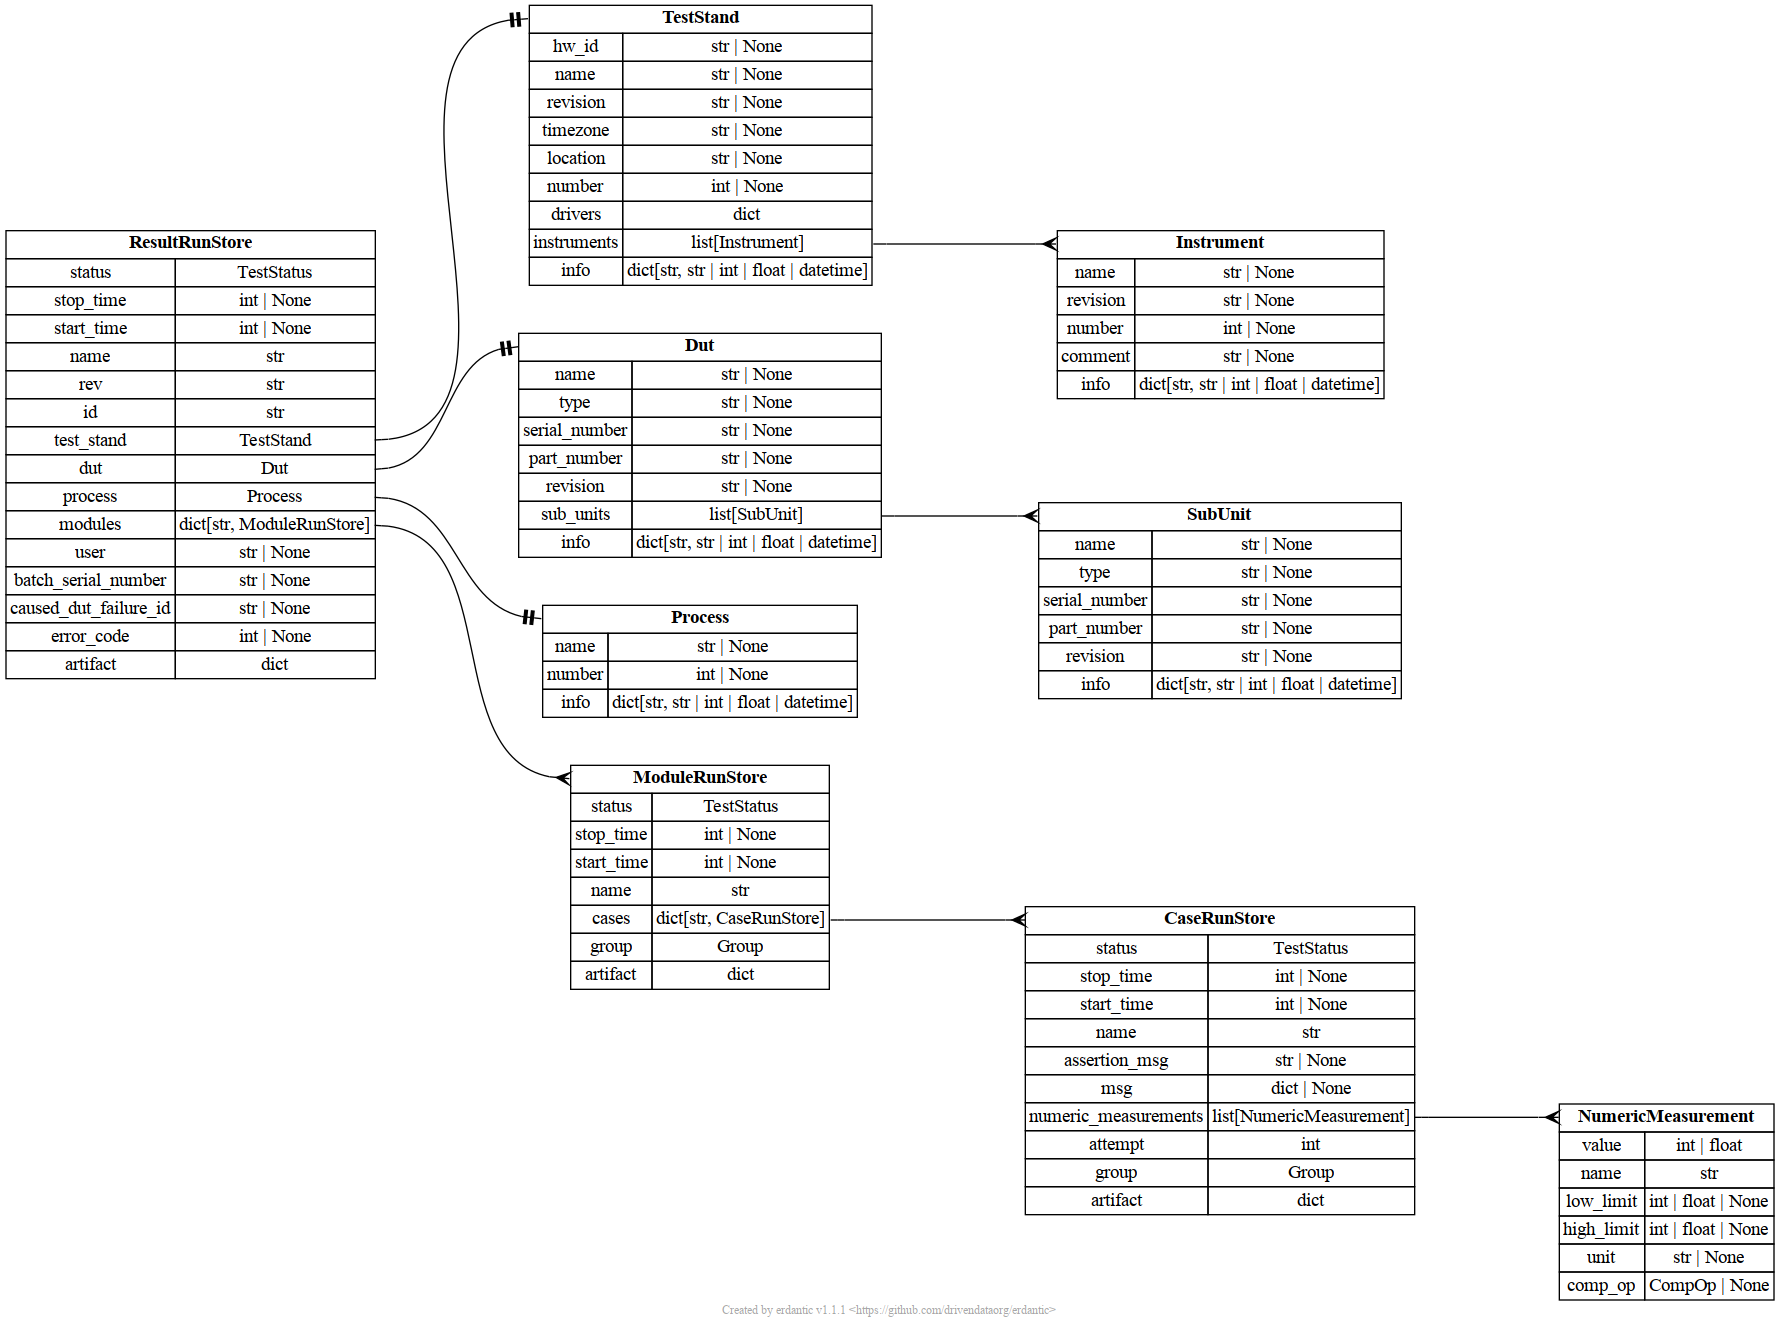 TestStand
hw_id str | None
name str | None
revision str | None
timezone str | None
location str | None
number int | None
drivers dict
instruments list[Instrument]
info dict[str, str | int | float | datetime]
ResultRunStore
status TestStatus
stop_time int | None
start_time int | None
name str
rev str
id str
test_stand TestStand
dut Dut
process Process
modules dict[str, ModuleRunStore]
user str | None
batch_serial_number str | None
caused_dut_failure_id str | None
error_code int | None
artifact dict
Instrument
name str | None
revision str | None
number int | None
comment str | None
info dict[str, str | int | float | datetime]
Dut
name str | None
type str | None
serial_number str | None
part_number str | None
revision str | None
sub_units list[SubUnit]
info dict[str, str | int | float | datetime]
SubUnit
name str | None
type str | None
serial_number str | None
part_number str | None
revision str | None
info dict[str, str | int | float | datetime]
Process
name str | None
number int | None
info dict[str, str | int | float | datetime]
ModuleRunStore
status TestStatus
stop_time int | None
start_time int | None
name str
cases dict[str, CaseRunStore]
group Group
artifact dict
CaseRunStore
status TestStatus
stop_time int | None
start_time int | None
name str
assertion_msg str | None
msg dict | None
numeric_measurements list[NumericMeasurement]
attempt int
group Group
artifact dict
NumericMeasurement
value int | float
name str
low_limit int | float | None
high_limit int | float | None
unit str | None
comp_op CompOp | None
Created by erdantic v1.1.1 <https://github.com/drivendataorg/erdantic>